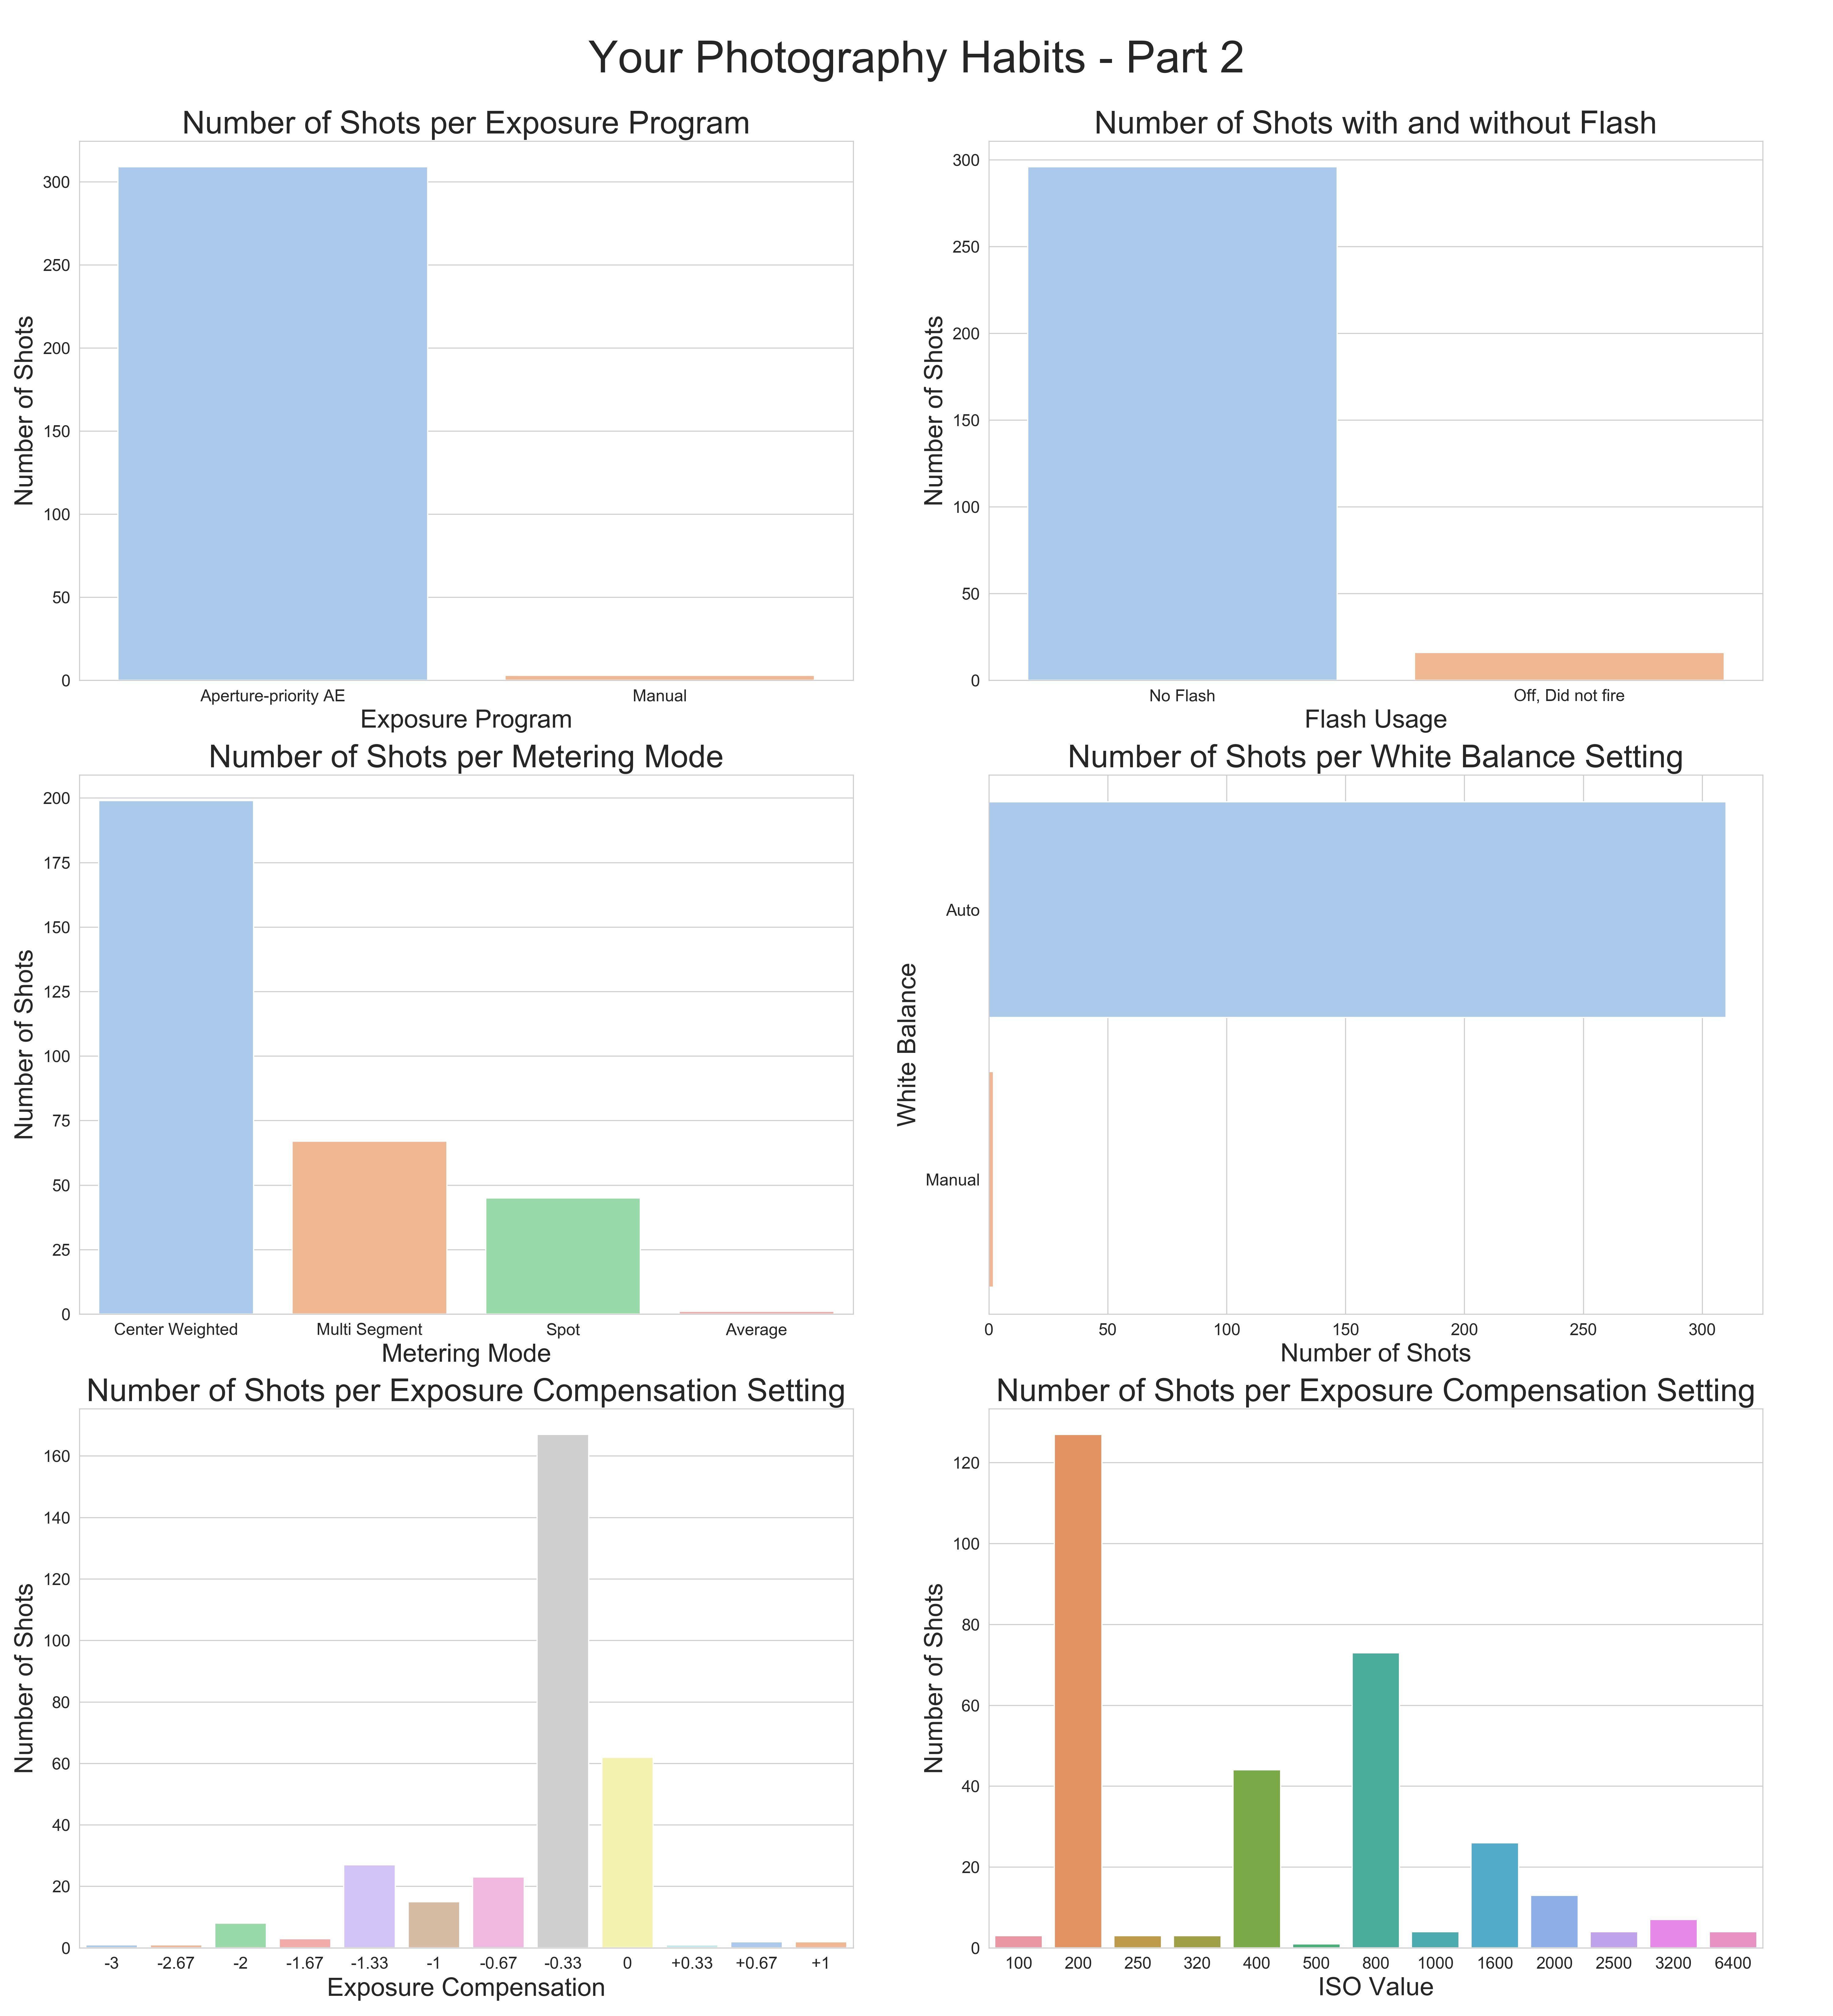 Your Photography Habits - Part 2
Number of Shots per Exposure Program
Number of Shots
300
250
200
150
100
50
0
Aperture-priority AE Manual
Exposure Program
Number of Shots with and without Flash
Number of Shots
300
250
200
150
100
50
0
No Flash Off, Did not fire
Flash Usage
Number of Shots per Metering Mode
Number of Shots
200
175
150
125
100
75
50
25
0
Center Weighted Multi Segment Spot Average
Metering Mode
Number of Shots per White Balance Setting
White Balance
Auto
Manual
0 50 100 150 200 250 300
Number of Shots
Number of Shots per Exposure Compensation Setting
Number of Shots
160
140
120
100
80
60
40
20
0
-3 -2.67 -2 -1.67 -1.33 -1 -0.67 -0.33 0 +0.33 +0.67 +1
Exposure Compensation
Number of Shots per Exposure Compensation Setting
Number of Shots
120
100
80
60
40
20
0
100 200 250 320 400 500 800 1000 1600 2000 2500 3200 6400
ISO Value